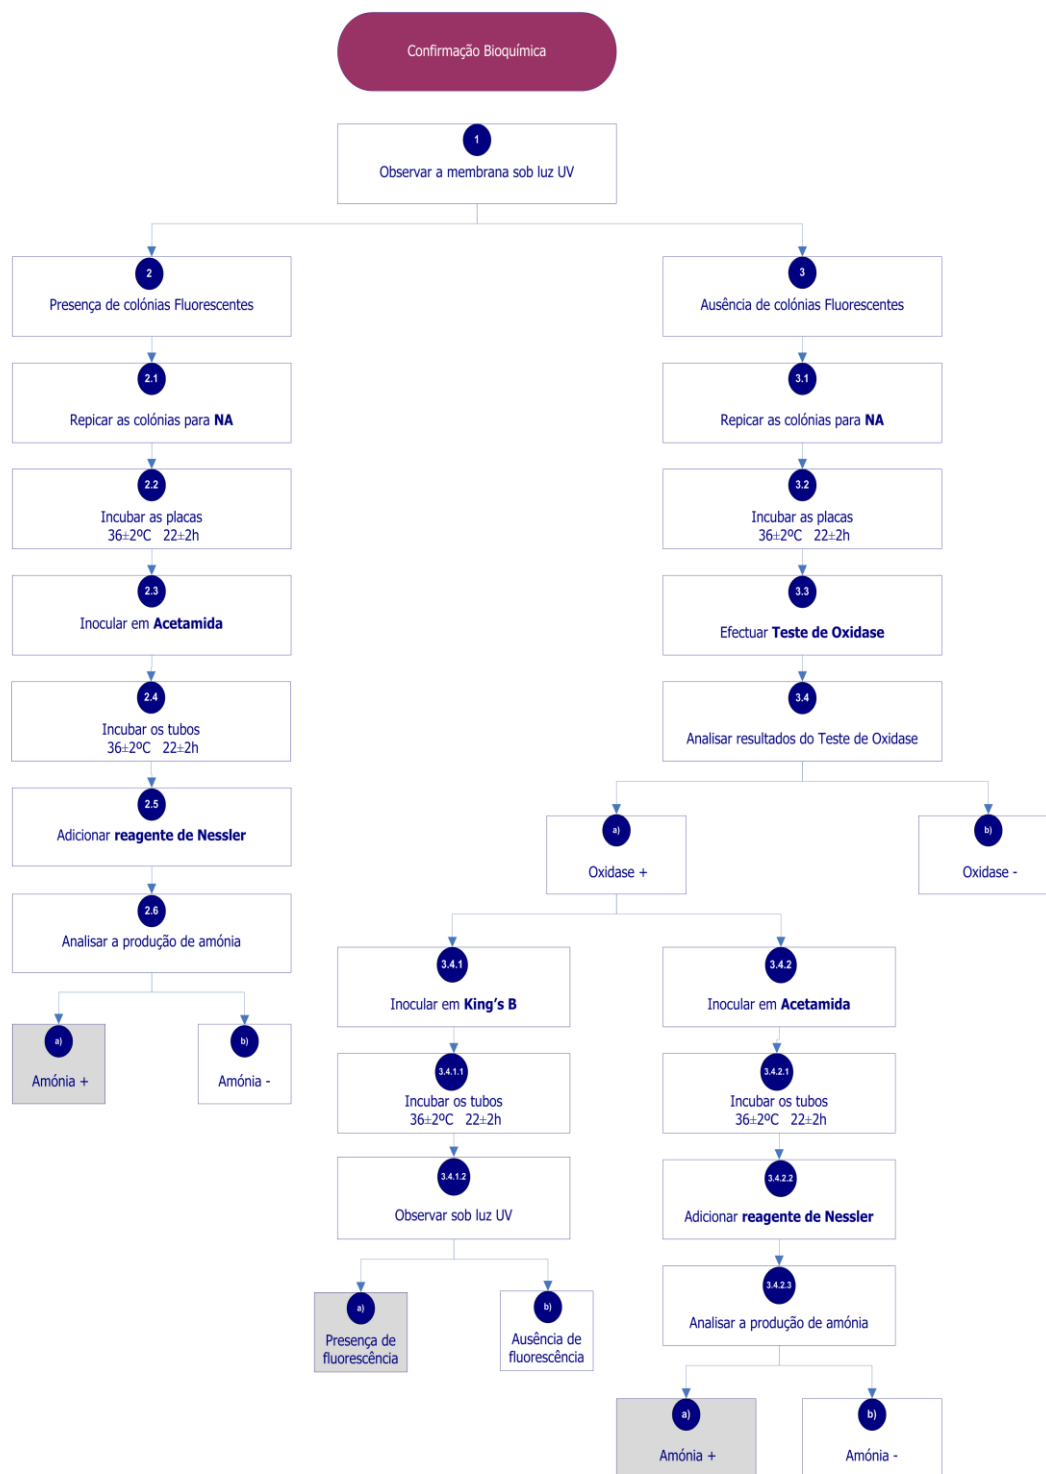 Confirmação Bioquímica
1
Observar a membrana sob luz UV
2
Presença de colónias Fluorescentes
3
Ausência de colónias Fluorescentes
2.1
Repicar as colónias para NA
3.1
Repicar as colónias para NA
2.2
Incubar as placas
36±2ºC 22±2h
3.2
Incubar as placas
36±2ºC 22±2h
2.3
Inocular em Acetamida
3.3
Efectuar Teste de Oxidase
2.4
Incubar os tubos
36±2ºC 22±2h
3.4
Analisar resultados do Teste de Oxidase
2.5
Adicionar reagente de Nessler
a)
Oxidase +
b)
Oxidase -
2.6
Analisar a produção de amónia
3.4.1
Inocular em King's B
3.4.2
Inocular em Acetamida
a)
Amónia +
b)
Amónia -
3.4.1.1
Incubar os tubos
36±2ºC 22±2h
3.4.2.1
Incubar os tubos
36±2ºC 22±2h
3.4.1.2
Observar sob luz UV
3.4.2.2
Adicionar reagente de Nessler
a)
Presença de
fluorescência
b)
Ausência de
fluorescência
3.4.2.3
Analisar a produção de amónia
a)
Amónia +
b)
Amónia -